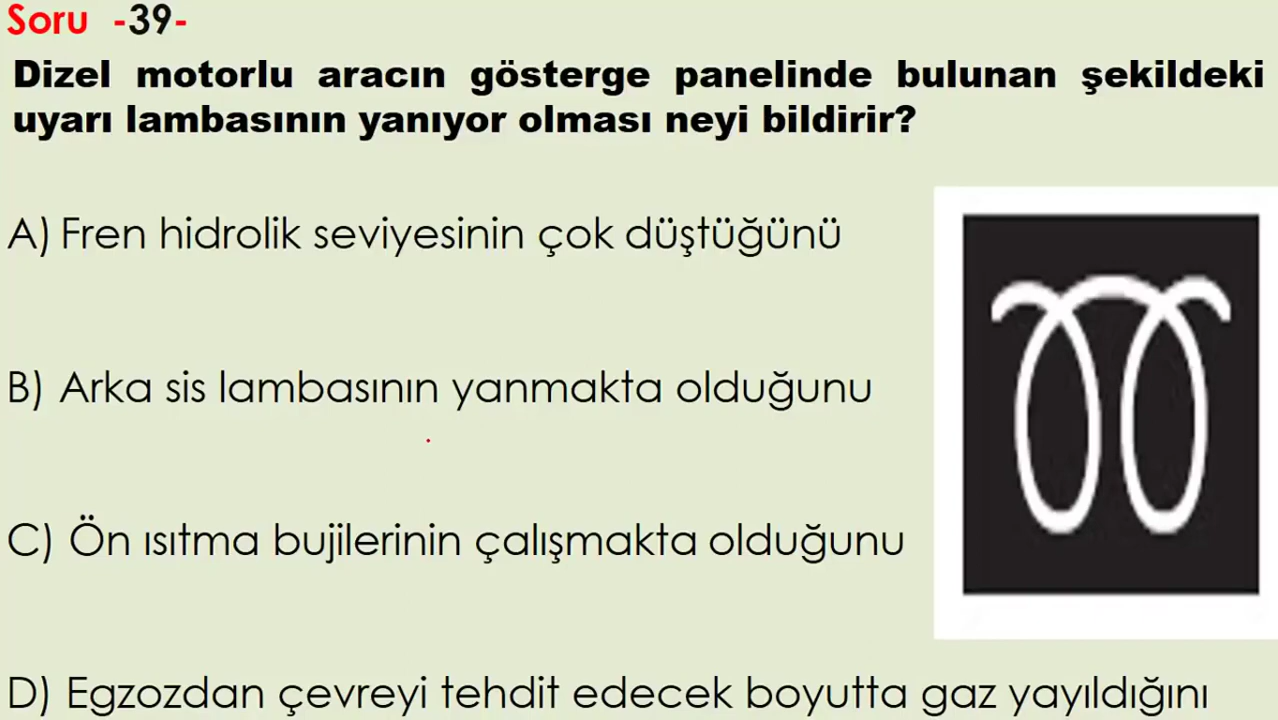 Soru -39-
Dizel motorlu aracın gösterge panelinde bulunan şekildeki
uyarı lambasının yanıyor olması neyi bildirir?
A) Fren hidrolik seviyesinin çok düştüğünü
B) Arka sis lambasının yanmakta olduğunu
C) Ön ısıtma bujilerinin çalışmakta olduğunu
D) Egzozdan çevreyi tehdit edecek boyutta gaz yayıldığını